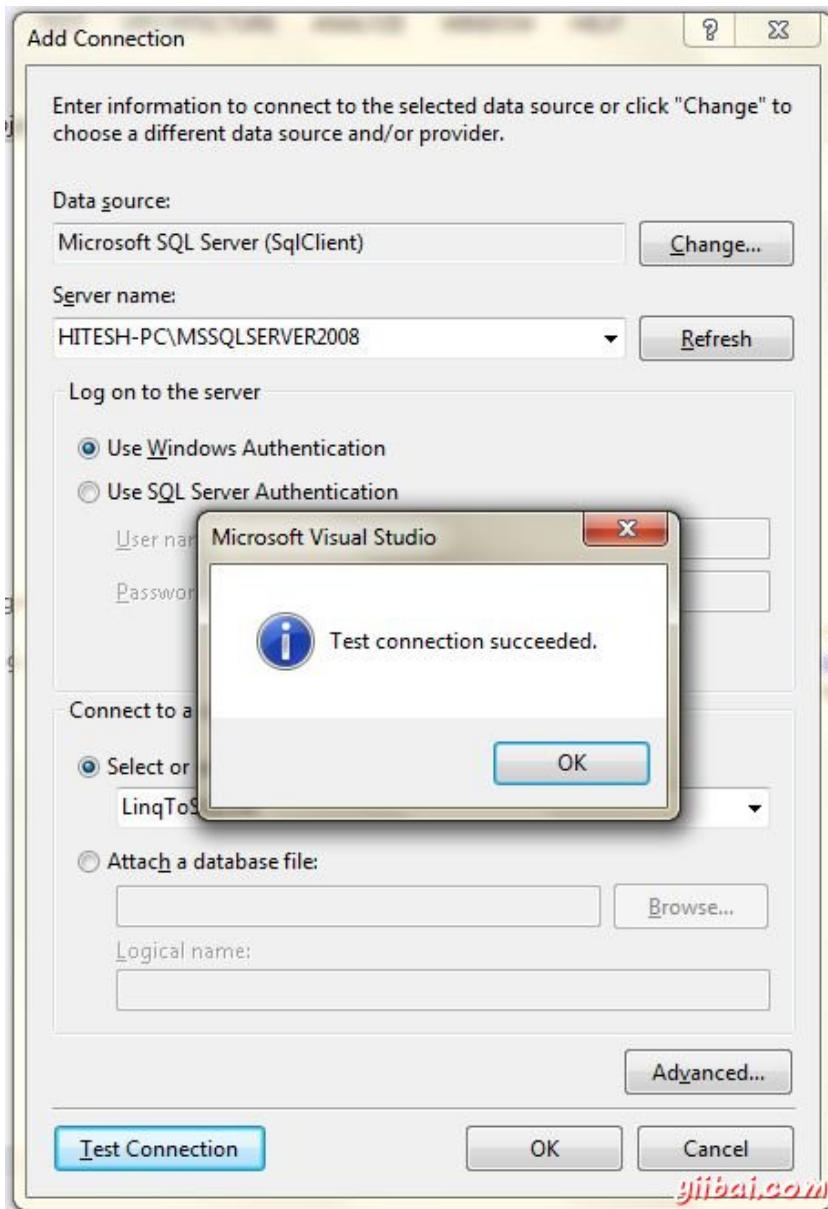 Add Connection
Enter information to connect to the selected data source or click "Change" to
choose a different data source and/or provider.
Data source:
Microsoft SQL Server (SqlClient)
Change...
Server name:
HITESH-PC\MSSQLSERVER2008
Refresh
Log on to the server
Use Windows Authentication
Use SQL Server Authentication
User
Microsoft Visual Studio
Test connection succeeded.
OK
Connect to a
Select or
Attach a database file:
Browse...
Logical name:
Advanced...
Test Connection
OK
Cancel
yiibai.com